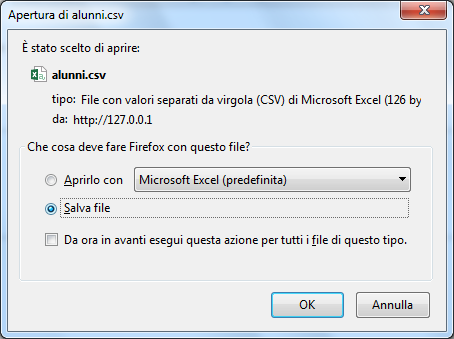 Apertura di alunni.csv
È stato scelto di aprire:
alunni.csv
tipo: File con valori separati da virgola (CSV) di Microsoft Excel (126 by
da: http://127.0.0.1
Che cosa deve fare Firefox con questo file?
Aprirlo con Microsoft Excel (predefinita)
Salva file
Da ora in avanti esegui questa azione per tutti i file di questo tipo.
OK Annulla